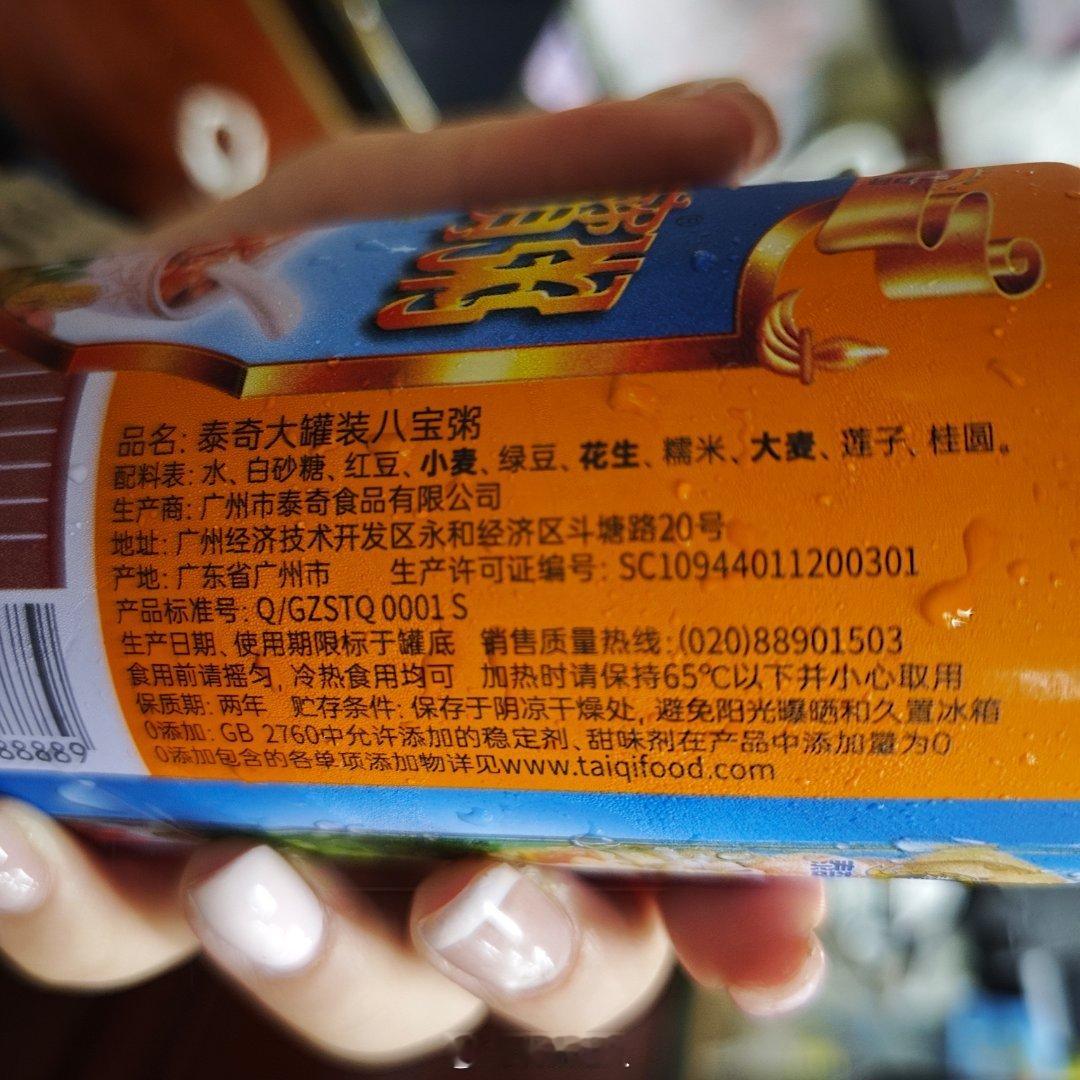 品名: 泰奇大罐装八宝粥
配料表: 水、白砂糖、红豆、小麦、绿豆、花生、糯米、大麦、莲子、桂圆。
生产商: 广州市泰奇食品有限公司
地址: 广州经济技术开发区永和经济区斗塘路20号
产地: 广东省广州市 生产许可证编号: SC10944011200301
产品标准号: Q/GZSTQ 0001 S
生产日期、使用期限标于罐底 销售质量热线: (020)88901503
食用前请摇匀, 冷热食用均可 加热时请保持65℃以下并小心取用
保质期: 两年 贮存条件: 保存于阴凉干燥处, 避免阳光曝晒和久置冰箱
0添加: GB 2760中允许添加的稳定剂、甜味剂在产品中添加量为0
0添加包含的各单项添加物详见www.taiqifood.com
88889